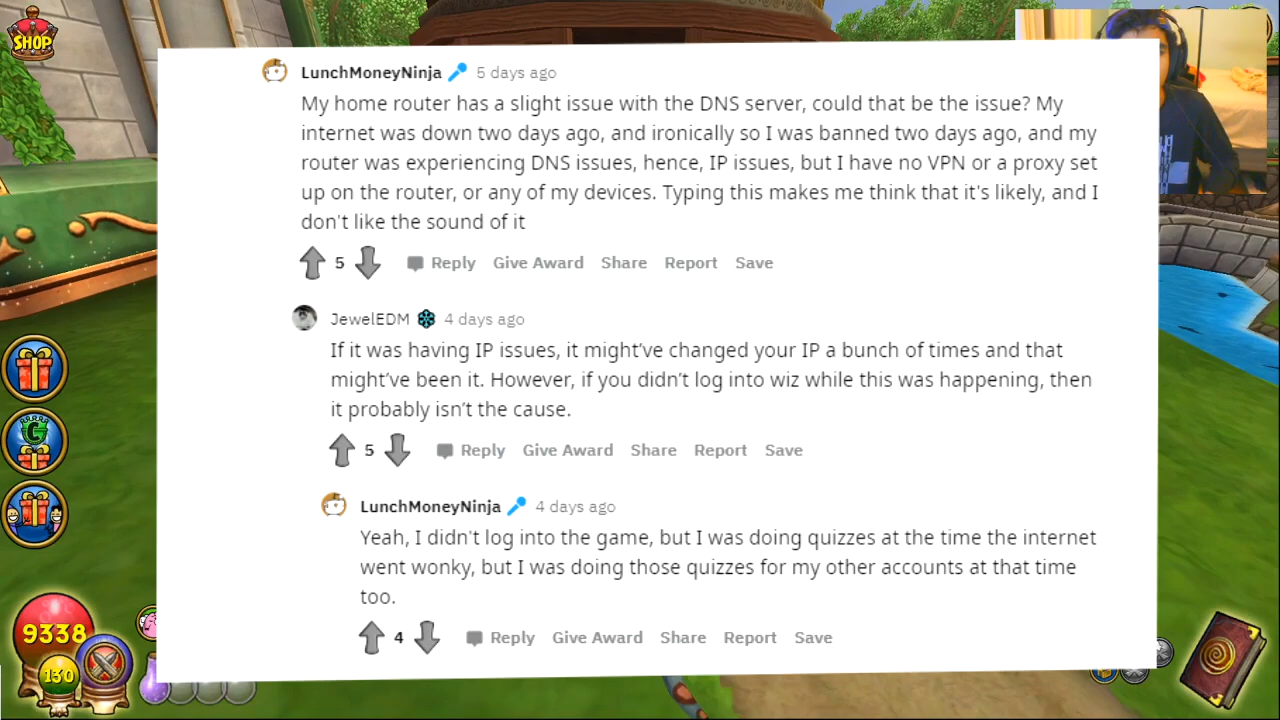 SHOP
LunchMoneyNinja 5 days ago
My home router has a slight issue with the DNS server, could that be the issue? My
internet was down two days ago, and ironically so I was banned two days ago, and my
router was experiencing DNS issues, hence, IP issues, but I have no VPN or a proxy set
up on the router, or any of my devices. Typing this makes me think that it's likely, and I
don't like the sound of it
5 Reply Give Award Share Report Save
JewelEDM 4 days ago
If it was having IP issues, it might’ve changed your IP a bunch of times and that
might’ve been it. However, if you didn’t log into wiz while this was happening, then
it probably isn’t the cause.
5 Reply Give Award Share Report Save
LunchMoneyNinja 4 days ago
Yeah, I didn't log into the game, but I was doing quizzes at the time the internet
went wonky, but I was doing those quizzes for my other accounts at that time
too.
4 Reply Give Award Share Report Save
9338
130